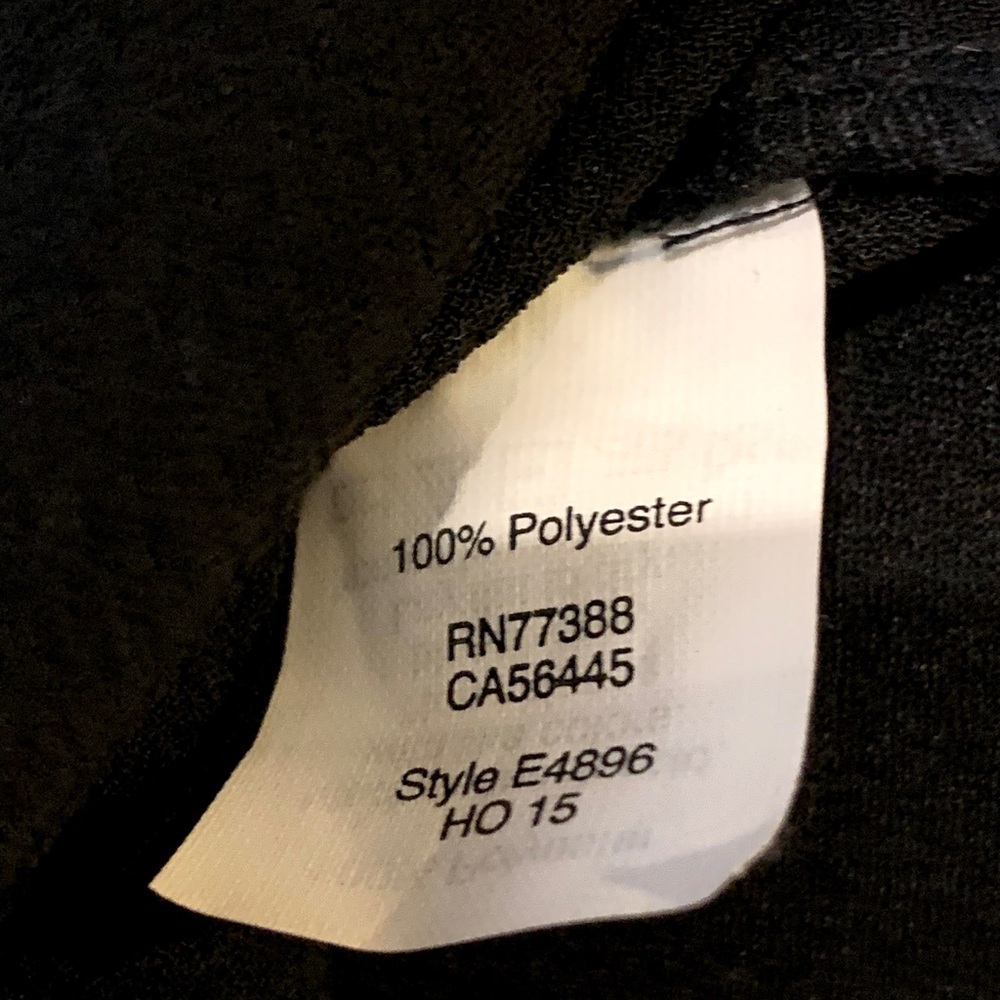 100% Polyester
RN77388
CA56445
Style E4896
HO 15